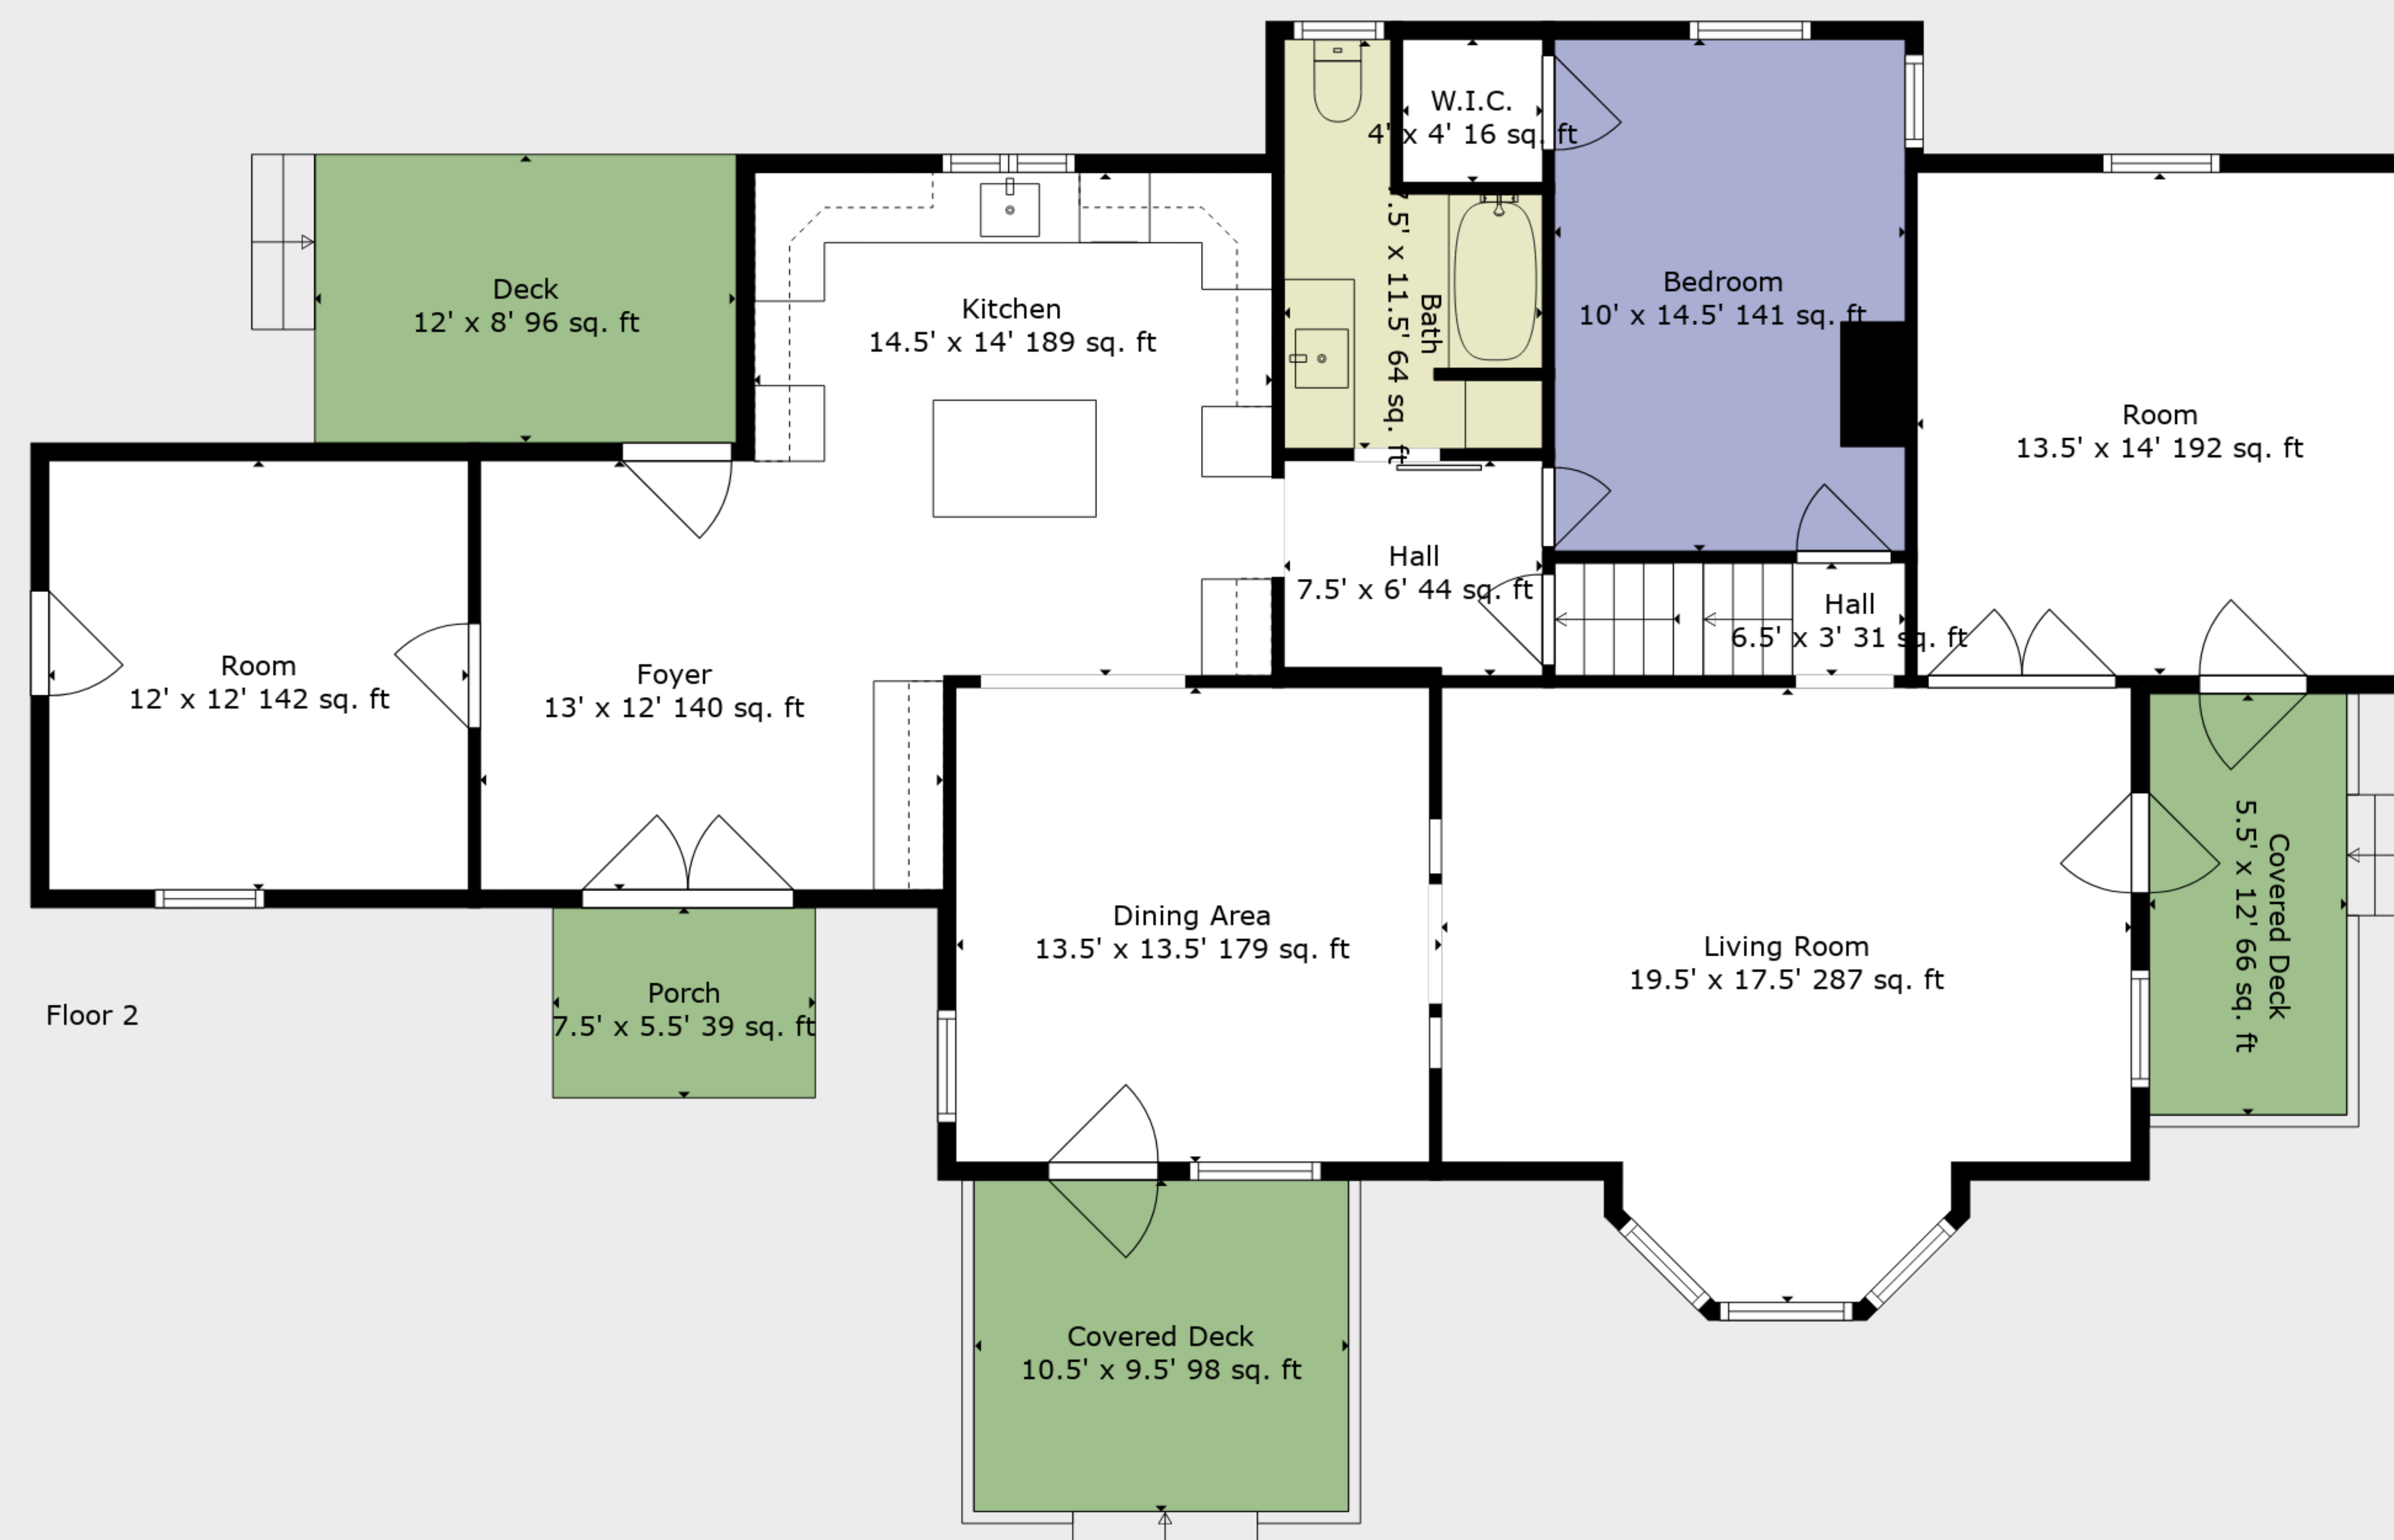 W.I.C.
4' x 4' 16 sq. ft
Deck
12' x 8' 96 sq. ft
Kitchen
14.5' x 14' 189 sq. ft
Bath
7.5' x 11.5' 64 sq. ft
Bedroom
10' x 14.5' 141 sq. ft
Room
13.5' x 14' 192 sq. ft
Hall
7.5' x 6' 44 sq. ft
Hall
6.5' x 3' 31 sq. ft
Room
12' x 12' 142 sq. ft
Foyer
13' x 12' 140 sq. ft
Dining Area
13.5' x 13.5' 179 sq. ft
Living Room
19.5' x 17.5' 287 sq. ft
Covered Deck
5.5' x 12' 66 sq. ft
Porch
7.5' x 5.5' 39 sq. ft
Floor 2
Covered Deck
10.5' x 9.5' 98 sq. ft